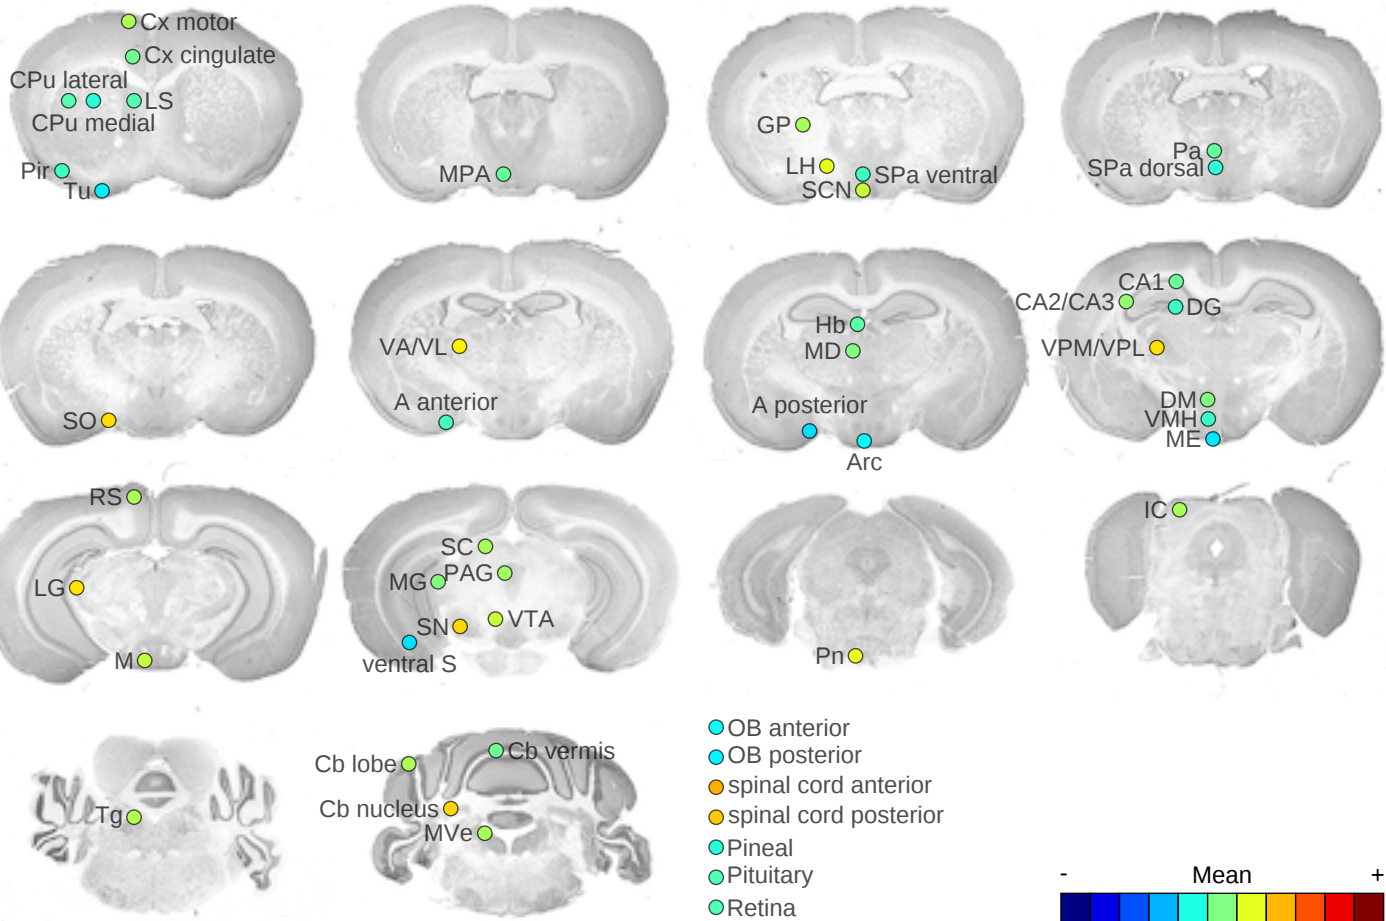 Cx motor
Cx cingulate
CPu lateral
LS
CPu medial
Pir
Tu
MPA
GP
LH
SPa ventral
SCN
Pa
SPa dorsal
SO
VA/VL
A anterior
Hb
MD
A posterior
Arc
CA1
CA2/CA3
DG
VPM/VPL
DM
VMH
ME
RS
LG
M
SC
MG
PAG
SN
VTA
ventral S
Pn
IC
Tg
Cb lobe
Cb vermis
Cb nucleus
MVe
OB anterior
OB posterior
spinal cord anterior
spinal cord posterior
Pineal
Pituitary
Retina
- Mean +